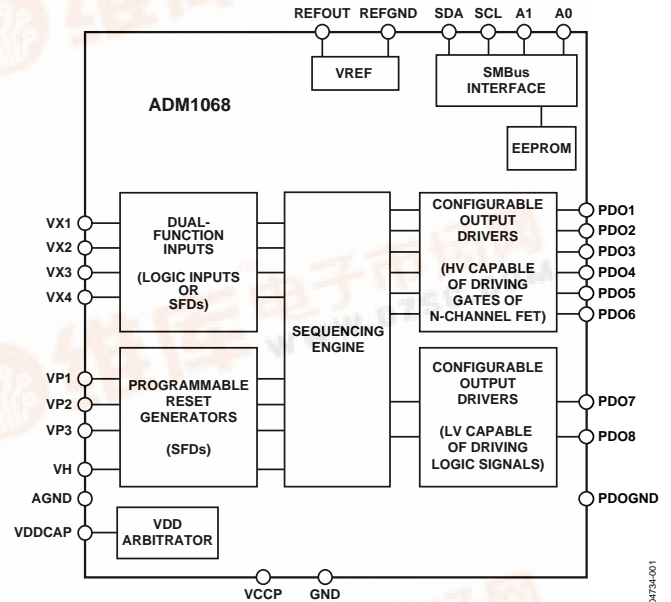 REFOUT REFGND SDA SCL A1 A0
VREF
SMBus
INTERFACE
ADM1068
EEPROM
DUAL-
FUNCTION
INPUTS
(LOGIC INPUTS
OR
SFDs)
VX1
VX2
VX3
VX4
CONFIGURABLE
OUTPUT
DRIVERS
(HV CAPABLE
OF DRIVING
GATES OF
N-CHANNEL FET)
PDO1
PDO2
PDO3
PDO4
PDO5
PDO6
SEQUENCING
ENGINE
VP1
VP2
VP3
VH
PROGRAMMABLE
RESET
GENERATORS
(SFDs)
CONFIGURABLE
OUTPUT
DRIVERS
(LV CAPABLE
OF DRIVING
LOGIC SIGNALS)
PDO7
PDO8
AGND
PDOGND
VDDCAP
VDD
ARBITRATOR
VCCP GND
04734-001